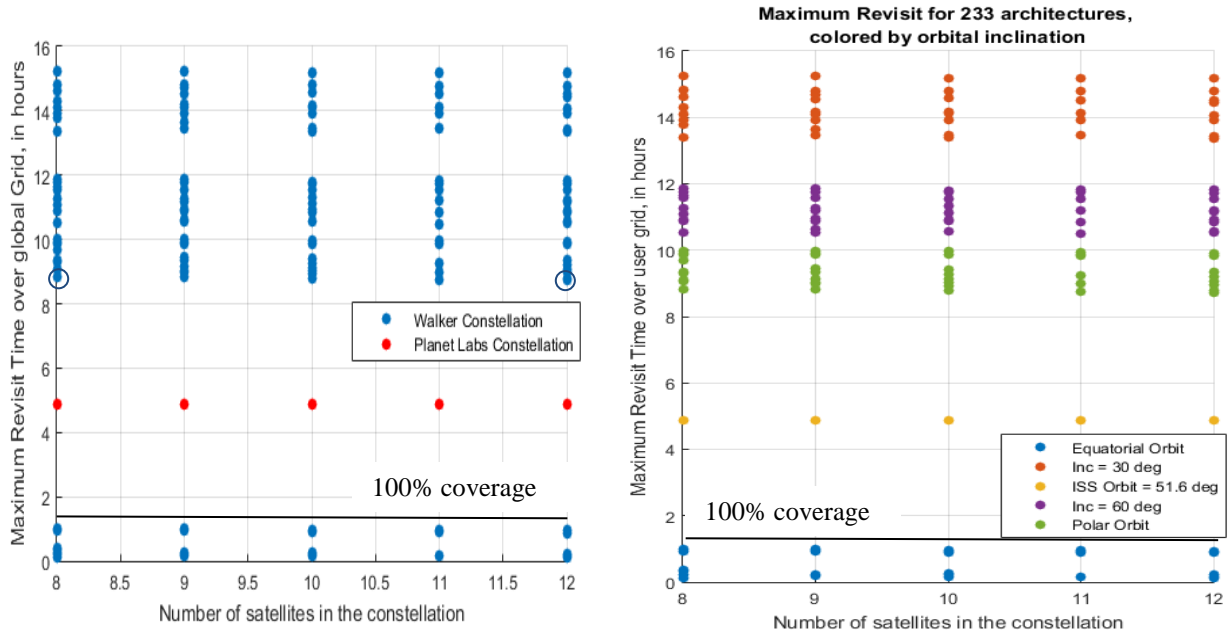 Maximum Revisit Time over global Grid, in hours
16
14
12
10
8
6
4
2
0
Walker Constellation
Planet Labs Constellation
100% coverage
8
8.5
9
9.5
10
10.5
11
11.5
12
Number of satellites in the constellation
Maximum Revisit for 233 architectures,
colored by orbital inclination
Maximum Revisit Time over user grid, in hours
16
14
12
10
8
6
4
2
0
Equatorial Orbit
Inc = 30 deg
ISS Orbit = 51.6 deg
Inc = 60 deg
Polar Orbit
100% coverage
8
9
10
11
12
Number of satellites in the constellation